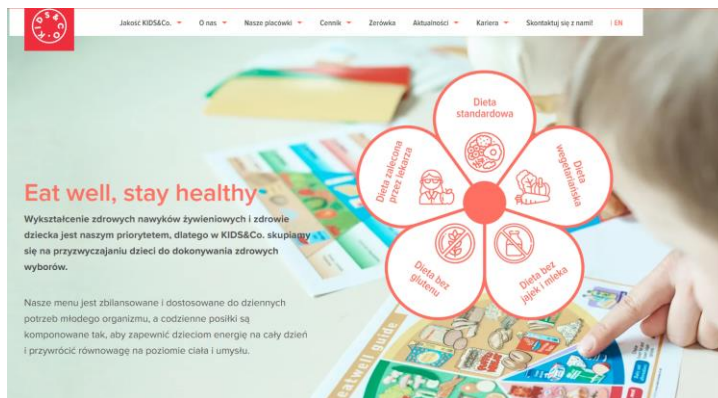 KIDS&CO.
Jakość KIDS&Co.
O nas
Nasze placówki
Cennik
Zerówka
Aktualności
Kariera
Skontaktuj się z nami!
| EN
Dieta
standardowa
Dieta zalecona
przez lekarza
Dieta
wegetariańska
Dieta bez
glutenu
Dieta bez
jajek i mleka
Eat well, stay healthy
Wykształcenie zdrowych nawyków żywieniowych i zdrowie
dziecka jest naszym priorytetem, dlatego w KIDS&Co. skupiamy
się na przyzwyczajaniu dzieci do dokonywania zdrowych
wyborów.
Nasze menu jest zbilansowane i dostosowane do dziennych
potrzeb młodego organizmu, a codzienne posiłki są
komponowane tak, aby zapewnić dzieciom energię na cały dzień
i przywrócić równowagę na poziomie ciała i umysłu.
eatwell guide